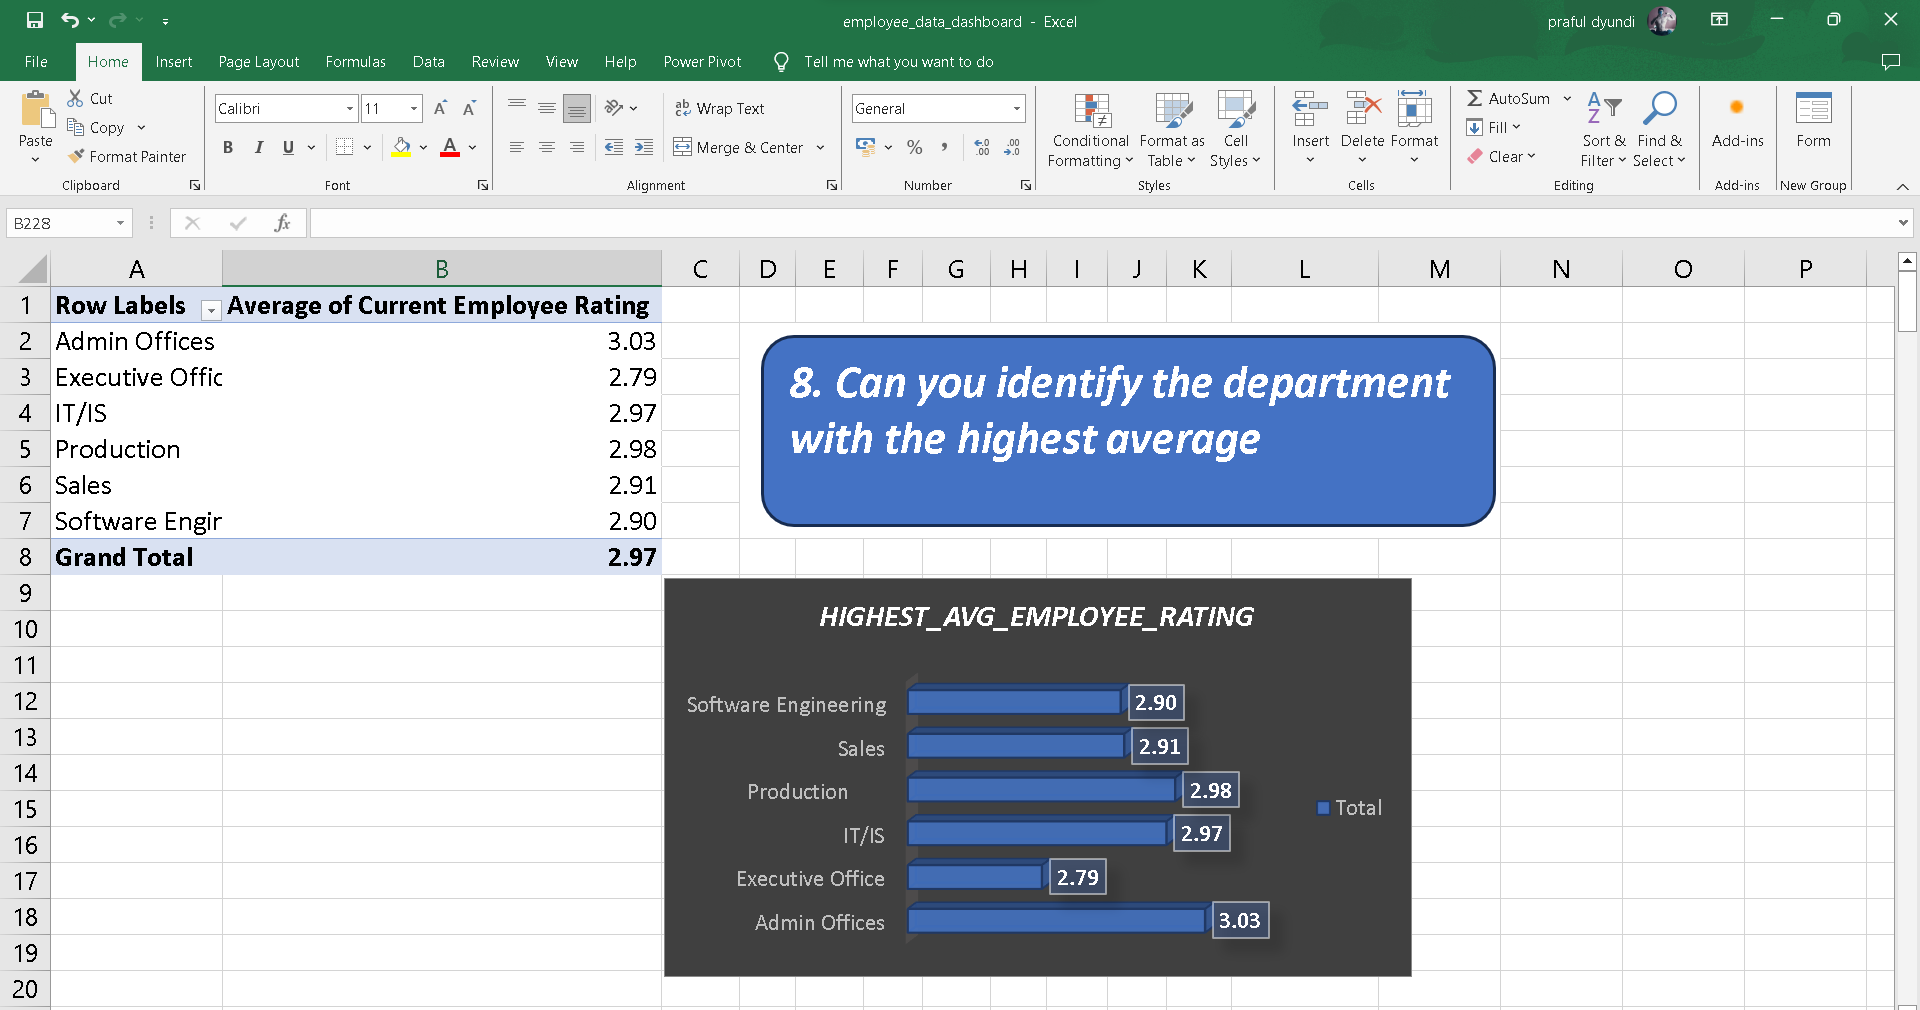 employee_data_dashboard - Excel
praful dyundi
File Home Insert Page Layout Formulas Data Review View Help Power Pivot Tell me what you want to do
Paste
Cut
Copy
Format Painter
Clipboard
Calibri 11
B I U
Font
Wrap Text
Merge & Center
Alignment
General
Number
Conditional Formatting
Format as Table
Cell Styles
Styles
Insert
Delete
Format
Cells
AutoSum
Fill
Clear
Sort & Filter
Find & Select
Editing
Add-ins
Add-ins
Form
New Group
B228
fx
A B C D E F G H I J K L M N O P
1 Row Labels Average of Current Employee Rating
2 Admin Offices 3.03
3 Executive Offic 2.79
4 IT/IS 2.97
5 Production 2.98
6 Sales 2.91
7 Software Engir 2.90
8 Grand Total 2.97
9
10
11
12
13
14
15
16
17
18
19
20
8. Can you identify the department
with the highest average
HIGHEST_AVG_EMPLOYEE_RATING
Software Engineering 2.90
Sales 2.91
Production 2.98
IT/IS 2.97
Executive Office 2.79
Admin Offices 3.03
Total